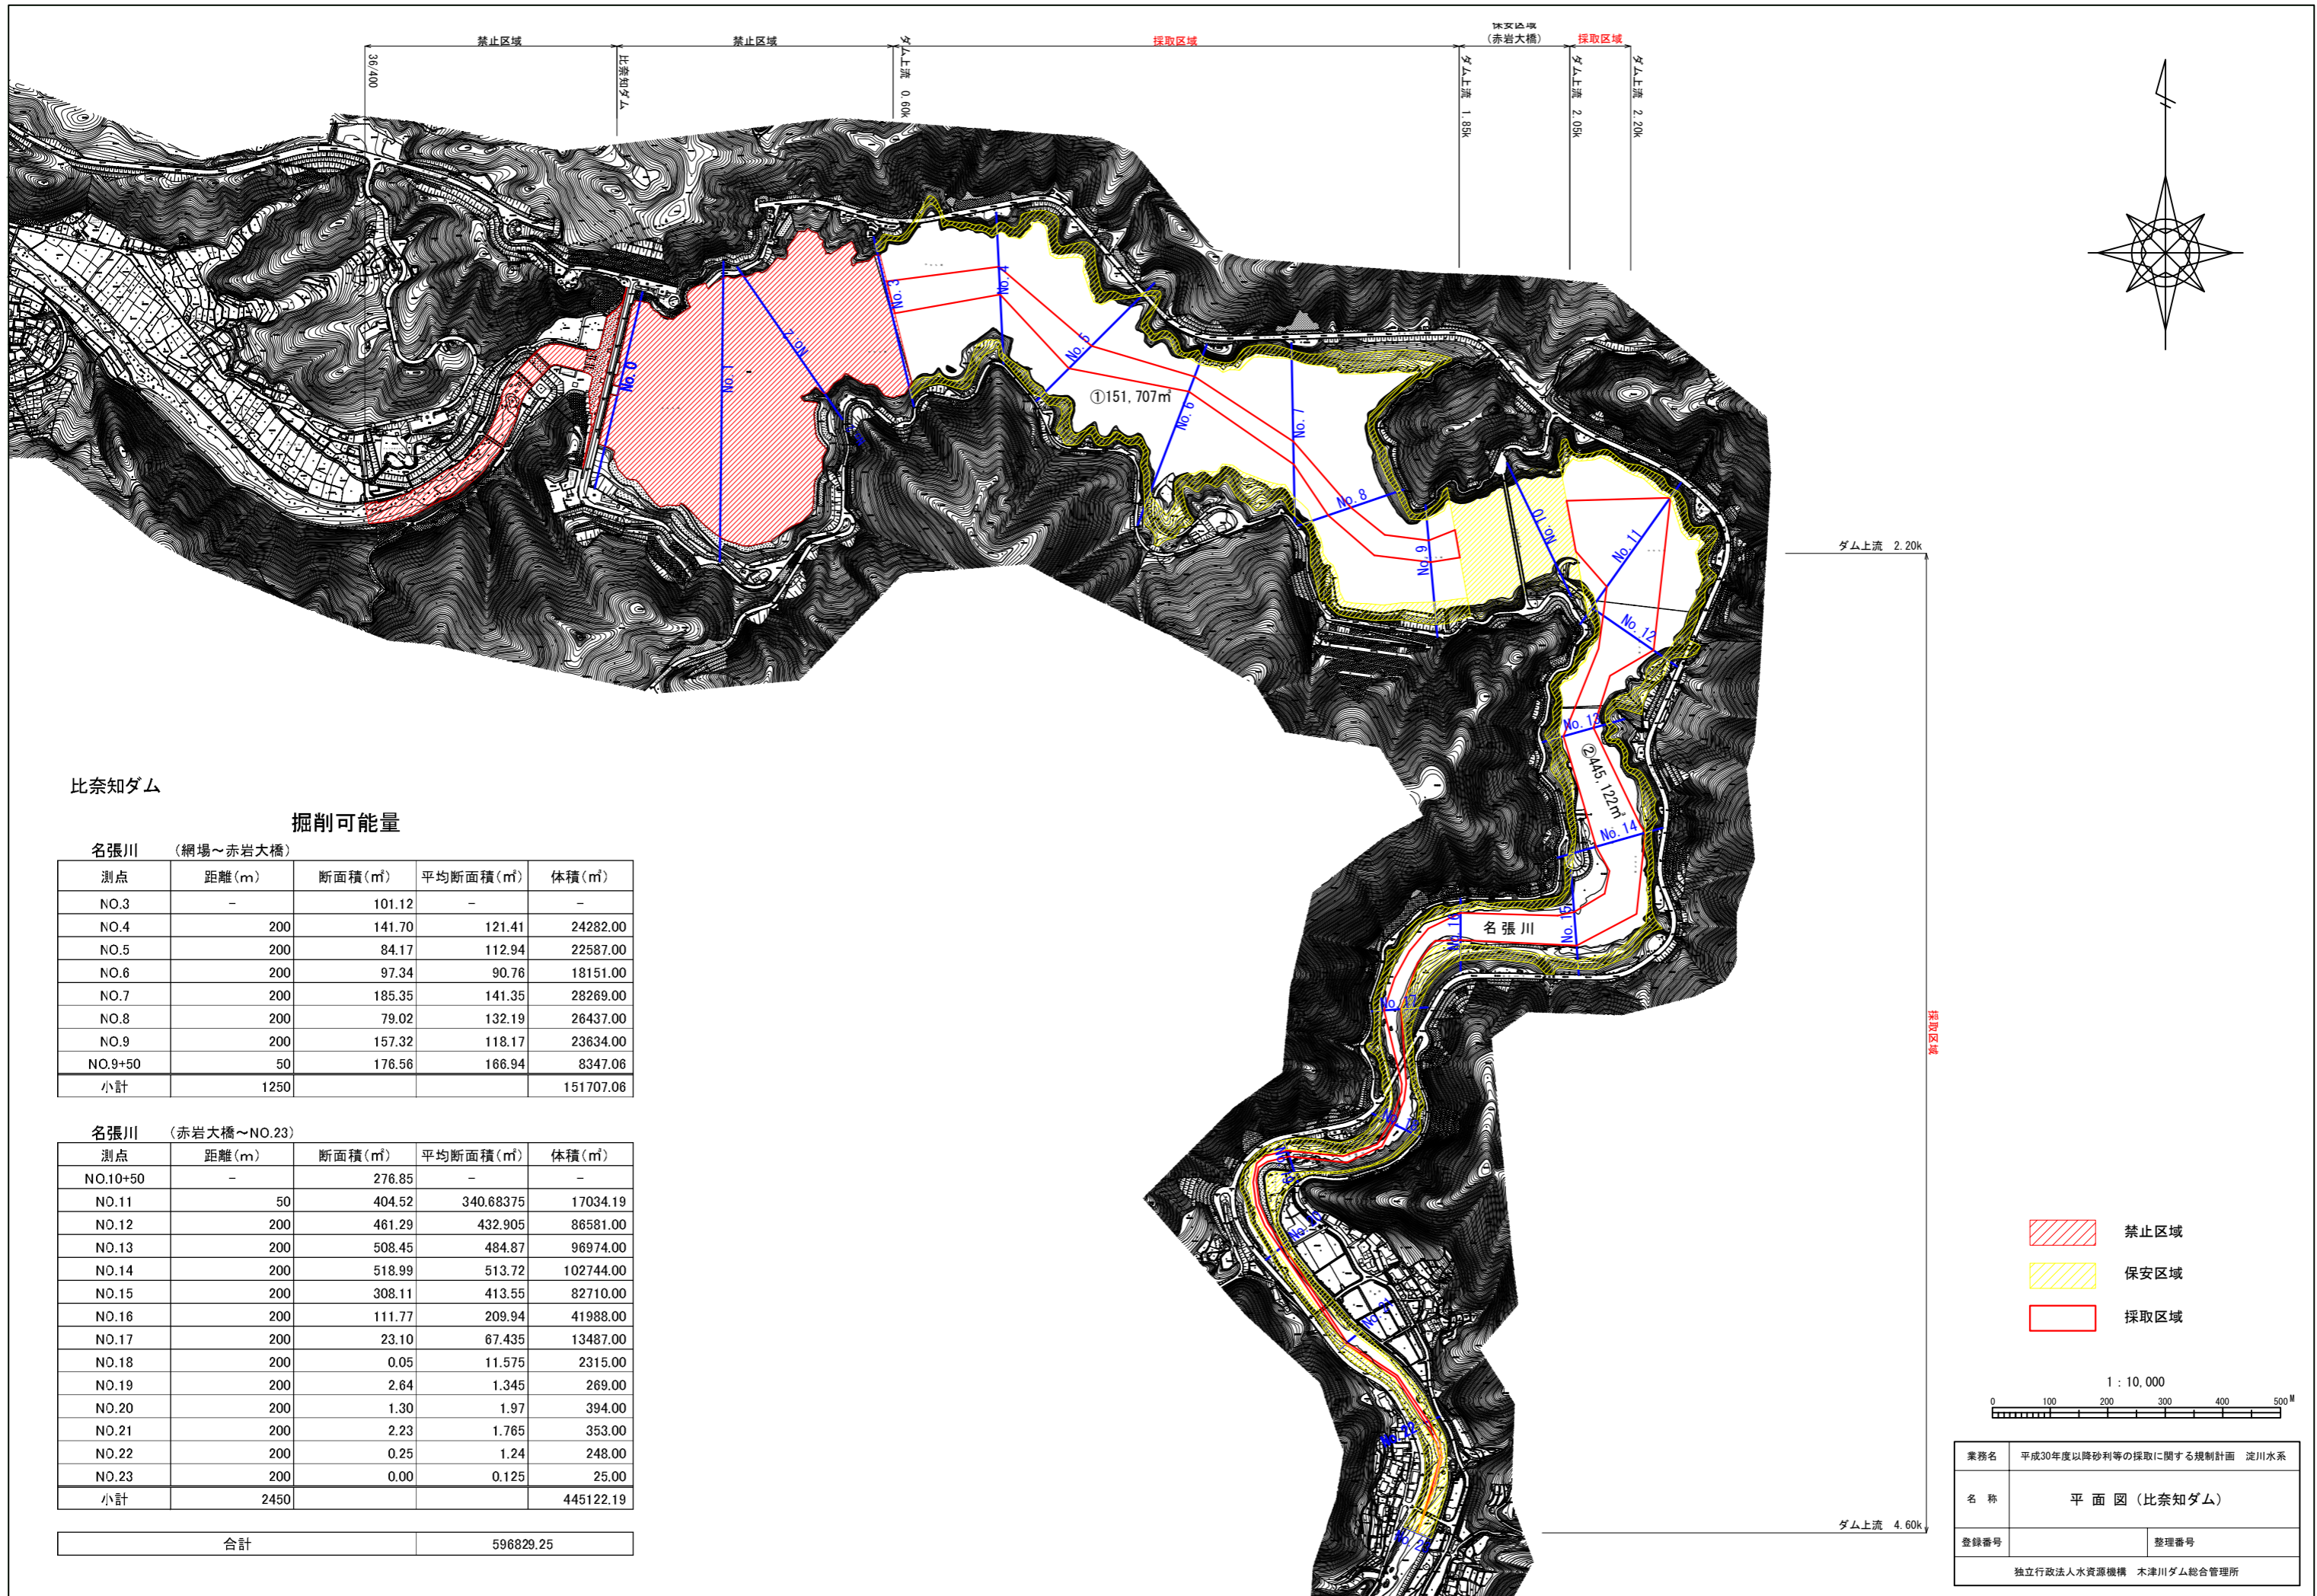 禁止区域 禁止区域 採取区域 保安区域 採取区域
(赤岩大橋)
36/400
比奈知ダム
ダム上流 0.60k
ダム上流 1.85k
ダム上流 2.05k
ダム上流 2.20k
No.0
No.1
No.2
No.3
No.4
No.5
No.6
No.7
No.8
No.9
No.10
No.11
No.12
No.13
No.14
No.15
No.16
No.17
No.20
No.21
No.22
①151,707㎥
②445,122㎥
名張川
ダム上流 2.20k
採取区域
ダム上流 4.60k
比奈知ダム
掘削可能量
名張川 (網場~赤岩大橋)
測点 距離(m) 断面積(㎡) 平均断面積(㎡) 体積(㎥)
NO.3 − 101.12 − −
NO.4 200 141.70 121.41 24282.00
NO.5 200 84.17 112.94 22587.00
NO.6 200 97.34 90.76 18151.00
NO.7 200 185.35 141.35 28269.00
NO.8 200 79.02 132.19 26437.00
NO.9 200 157.32 118.17 23634.00
NO.9+50 50 176.56 166.94 8347.06
小計 1250 151707.06
名張川 (赤岩大橋~NO.23)
測点 距離(m) 断面積(㎡) 平均断面積(㎡) 体積(㎥)
NO.10+50 − 276.85 − −
NO.11 50 404.52 340.68375 17034.19
NO.12 200 461.29 432.905 86581.00
NO.13 200 508.45 484.87 96974.00
NO.14 200 518.99 513.72 102744.00
NO.15 200 308.11 413.55 82710.00
NO.16 200 111.77 209.94 41988.00
NO.17 200 23.10 67.435 13487.00
NO.18 200 0.05 11.575 2315.00
NO.19 200 2.64 1.345 269.00
NO.20 200 1.30 1.97 394.00
NO.21 200 2.23 1.765 353.00
NO.22 200 0.25 1.24 248.00
NO.23 200 0.00 0.125 25.00
小計 2450 445122.19
合計 596829.25
禁止区域
保安区域
採取区域
1:10,000
0 100 200 300 400 500M
業務名 平成30年度以降砂利等の採取に関する規制計画 淀川水系
名称 平面図(比奈知ダム)
登録番号 整理番号
独立行政法人水資源機構 木津川ダム総合管理所